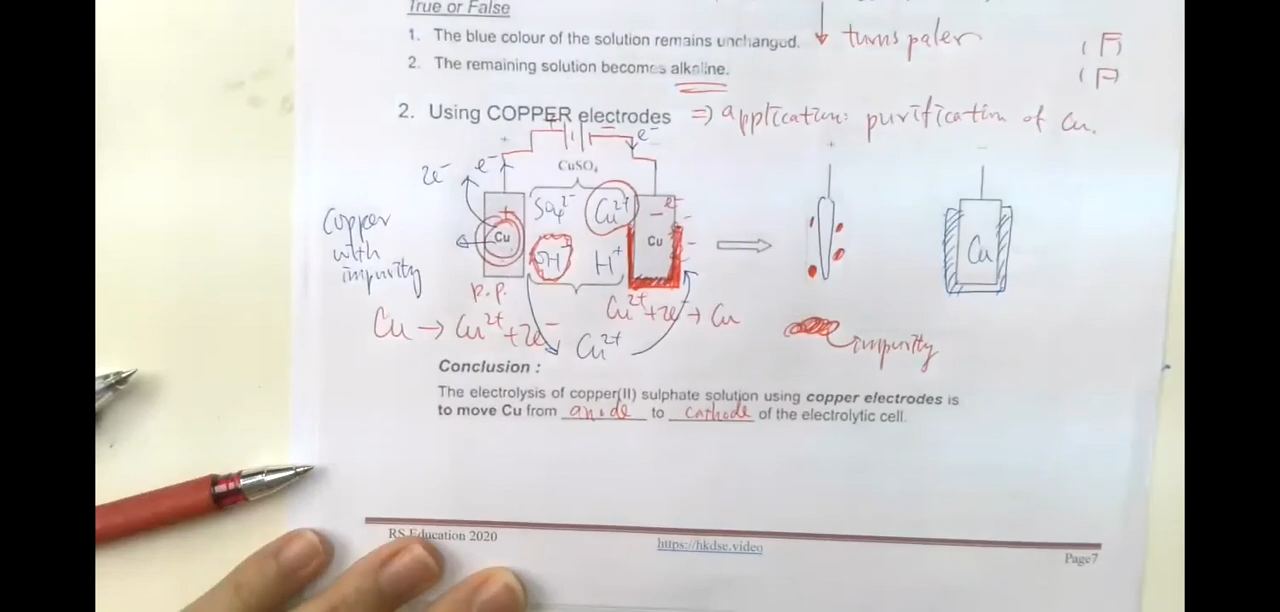 True or False
1. The blue colour of the solution remains unchanged. ↓ turns paler (F)
2. The remaining solution becomes alkaline. (F)
2. Using COPPER electrodes => application: purification of Cu.
+ − e⁻ + −
2e⁻ e⁻ CuSO₄
Copper with impurity
+ SO₄²⁻ Cu²⁺ − e⁻
Cu OH⁻ H⁺ Cu Cu
p.p.
Cu → Cu²⁺+2e⁻ Cu²⁺ Cu²⁺+2e⁻→ Cu impurity
Conclusion :
The electrolysis of copper(II) sulphate solution using copper electrodes is
to move Cu from anode to cathode of the electrolytic cell.
RS Education 2020 https://hkdse.video Page7